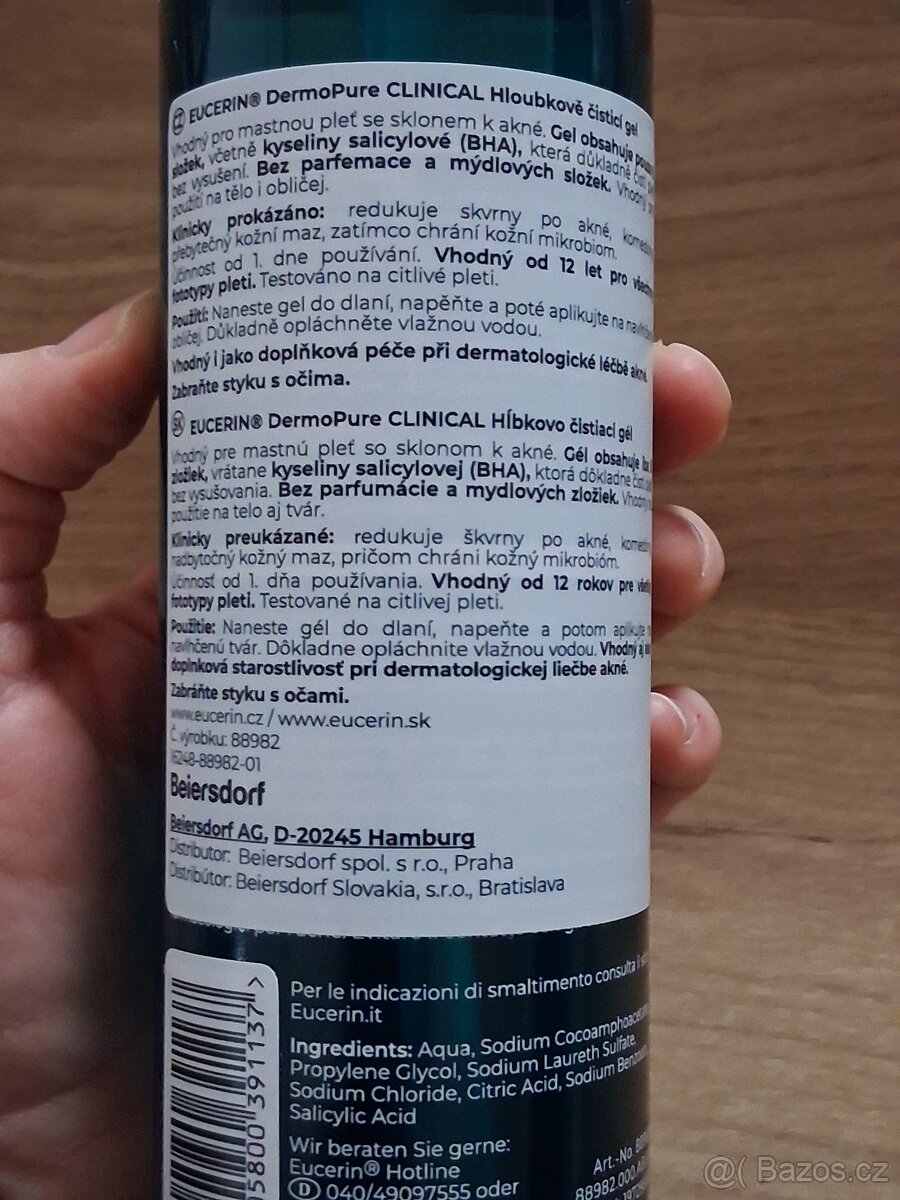 CZ EUCERIN® DermoPure CLINICAL Hloubkově čisticí gel
Vhodný pro mastnou pleť se sklonem k akné. Gel obsahuje
složek, včetně kyseliny salicylové (BHA), která důkladně čistí
bez vysušení. Bez parfemace a mýdlových složek. Vhodný
použití na tělo i obličej.
Klinicky prokázáno: redukuje skvrny po akné,
přebytečný kožní maz, zatímco chrání kožní mikrobiom.
Účinnost od 1. dne používání. Vhodný od 12 let pro
fototypy pleti. Testováno na citlivé pleti.
Použití: Naneste gel do dlaní, napěňte a poté aplikujte na
obličej. Důkladně opláchněte vlažnou vodou.
Vhodný i jako doplňková péče při dermatologické léčbě akné.
Zabraňte styku s očima.
SK EUCERIN® DermoPure CLINICAL Hĺbkovo čistiaci gél
Vhodný pre mastnú pleť so sklonom k akné. Gél obsahuje
zložiek, vrátane kyseliny salicylovej (BHA), ktorá dôkladne čistí
bez vysušovania. Bez parfumácie a mydlových zložiek.
použitie na telo aj tvár.
Klinicky preukázané: redukuje škvrny po akné,
nadbytočný kožný maz, pričom chráni kožný mikrobióm.
Účinnosť od 1. dňa používania. Vhodný od 12 rokov pre
fototypy pleti. Testované na citlivej pleti.
Použitie: Naneste gél do dlaní, napeňte a potom aplikujte
navlhčenú tvár. Dôkladne opláchnite vlažnou vodou. Vhodný aj
doplnková starostlivosť pri dermatologickej liečbe akné.
Zabráňte styku s očami.
www.eucerin.cz / www.eucerin.sk
Č. výrobku: 88982
16248-88982-01
Beiersdorf
Beiersdorf AG, D-20245 Hamburg
Distributor: Beiersdorf spol. s r.o., Praha
Distribútor: Beiersdorf Slovakia, s.r.o., Bratislava
Per le indicazioni di smaltimento consulta il
Eucerin.it
Ingredients: Aqua, Sodium
Propylene Glycol, Sodium Laureth Sulfate,
Sodium Chloride, Citric Acid, Sodium
Salicylic Acid
Wir beraten Sie gerne:
Eucerin® Hotline
D 040/49097555 oder
5800 391137 >
Art.-No.
@( Bazos.cz